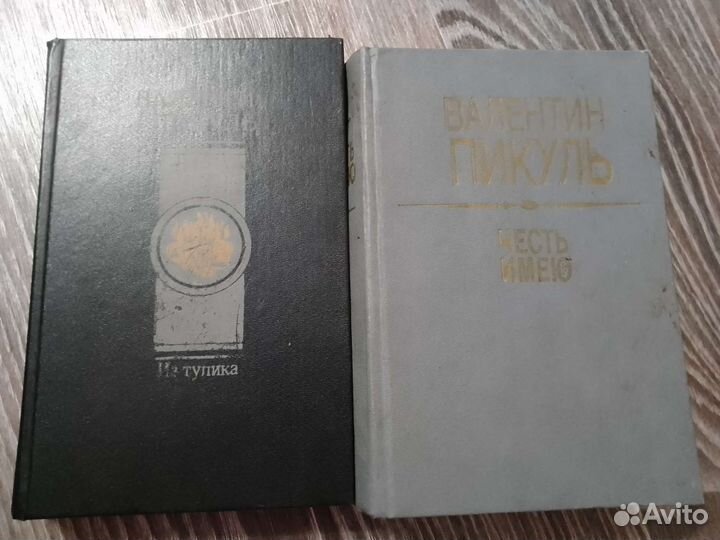 Из тупика
ВАЛЕНТИН
ПИКУЛЬ
ЧЕСТЬ
ИМЕЮ
Avito